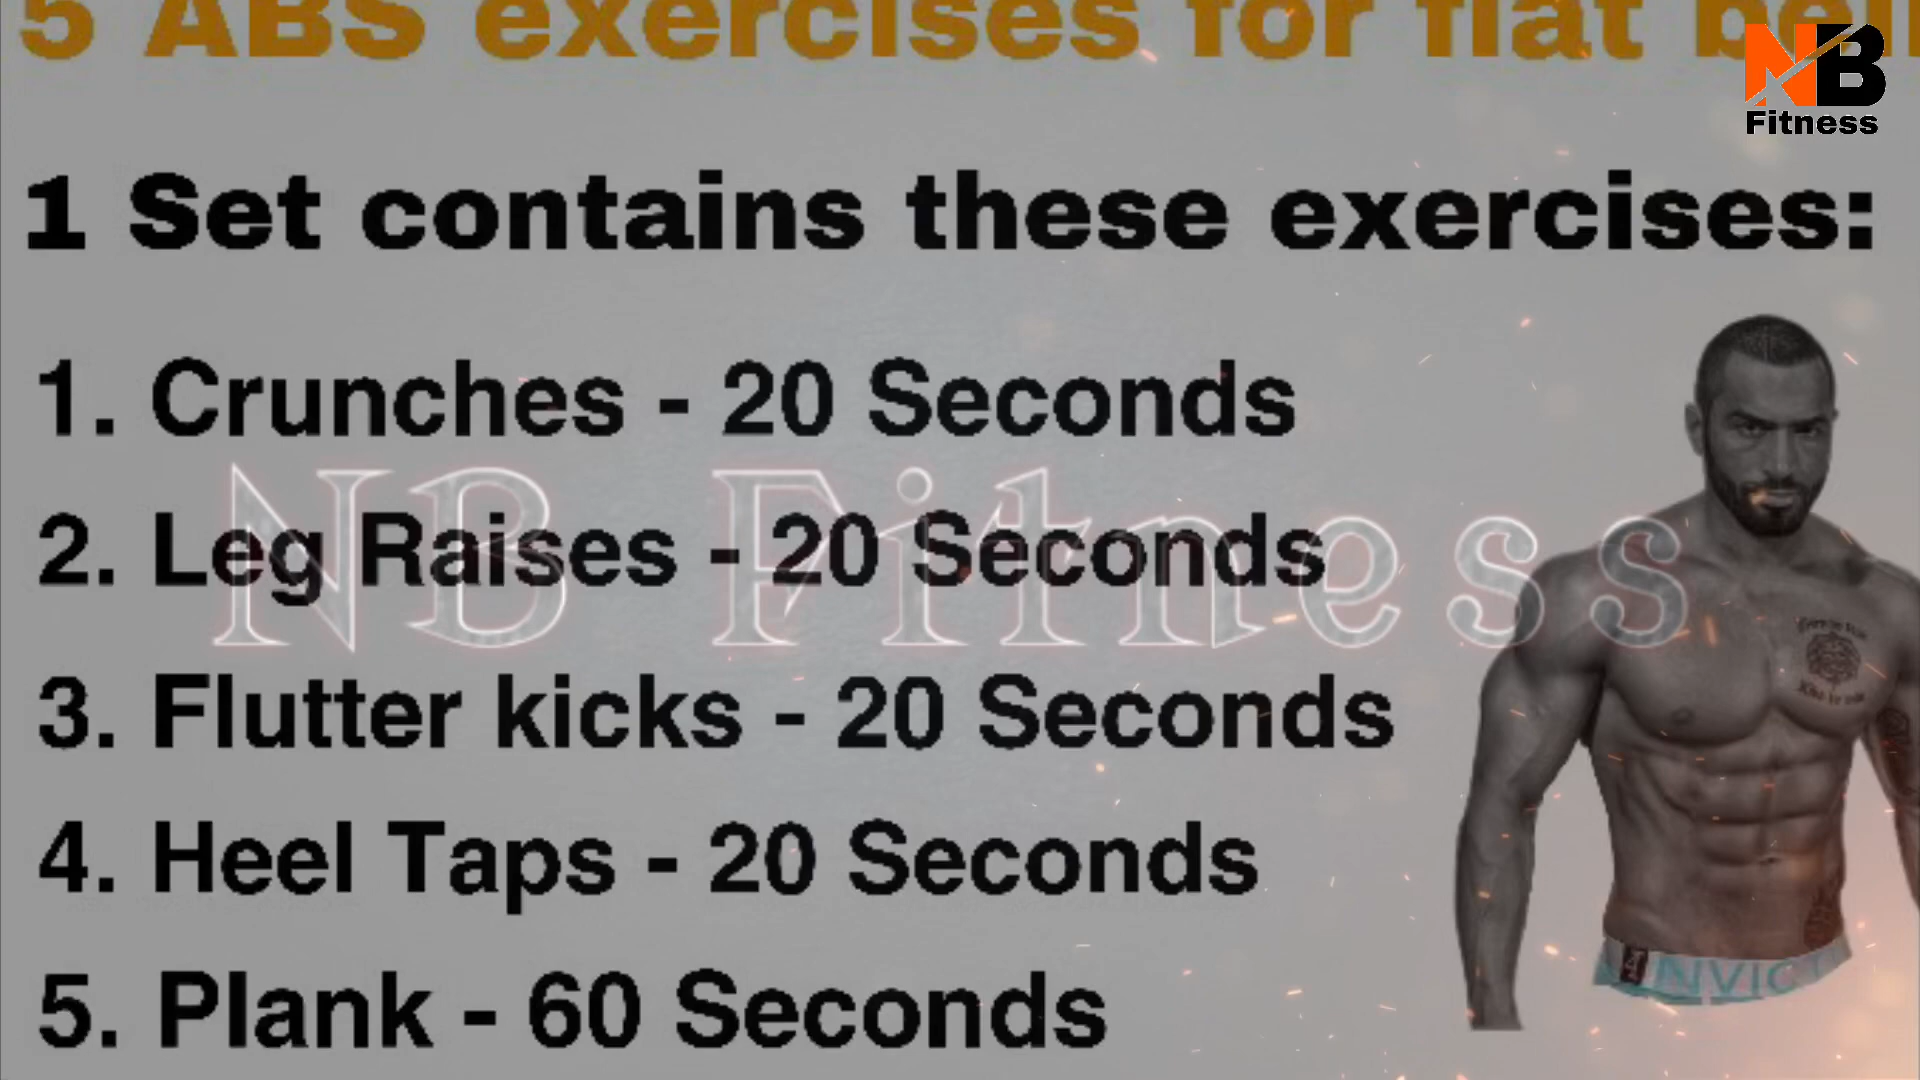 5 ABS exercises for flat
NB
Fitness
1 Set contains these exercises:
1. Crunches - 20 Seconds
NB Fitness
2. Leg Raises - 20 Seconds
3. Flutter kicks - 20 Seconds
4. Heel Taps - 20 Seconds
5. Plank - 60 Seconds